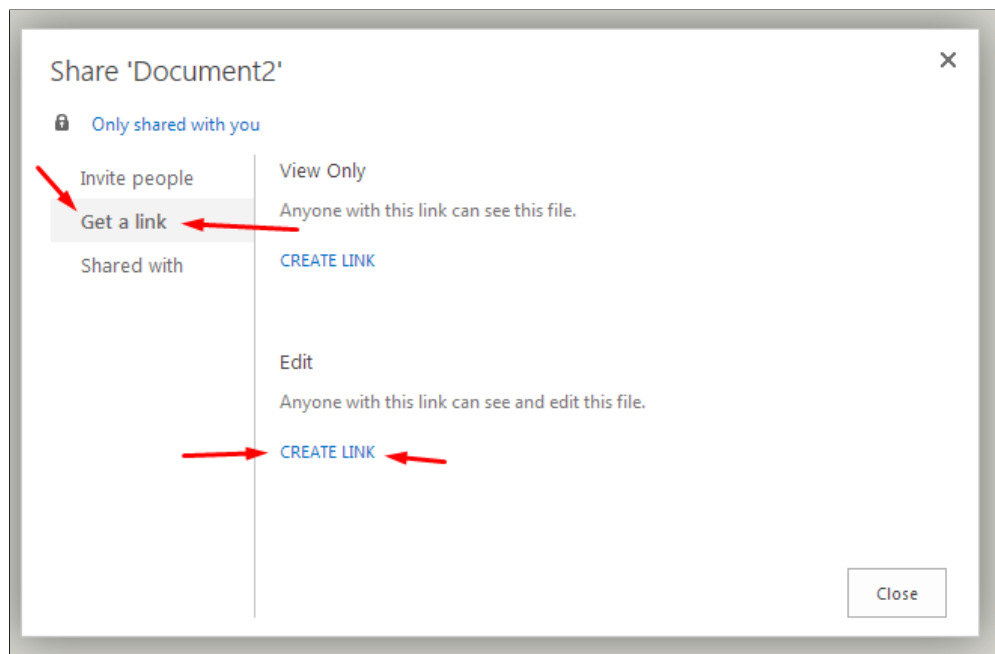 Share 'Document2'
Only shared with you
Invite people
Get a link
Shared with
View Only
Anyone with this link can see this file.
CREATE LINK
Edit
Anyone with this link can see and edit this file.
CREATE LINK
Close